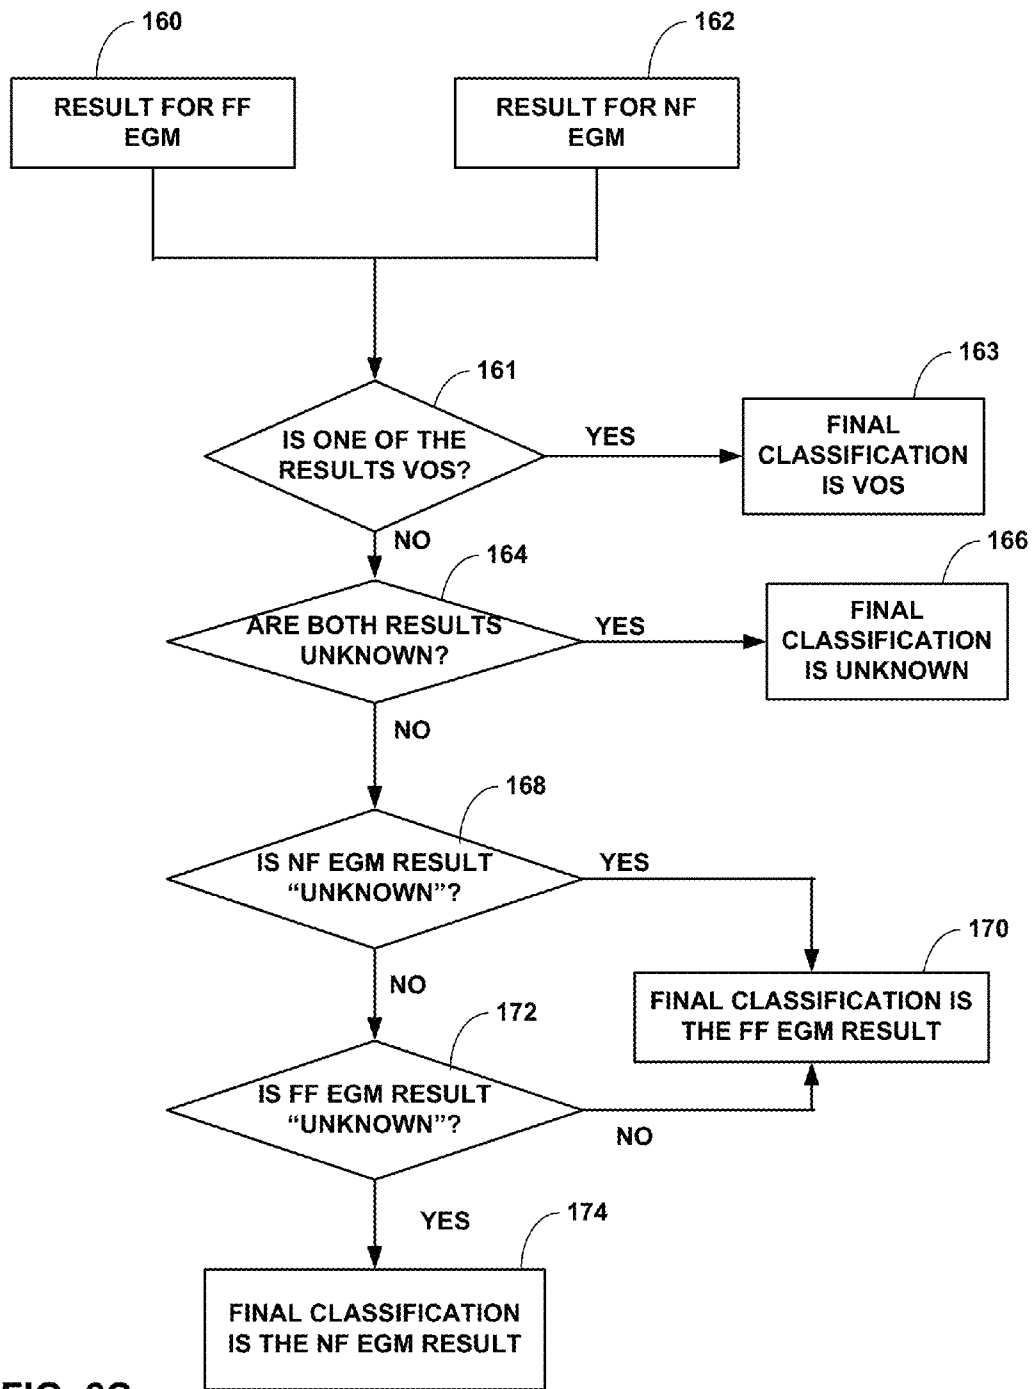 160
162
RESULT FOR FF
EGM
RESULT FOR NF
EGM
161
163
IS ONE OF THE
RESULTS VOS?
YES
FINAL
CLASSIFICATION
IS VOS
NO
164
166
ARE BOTH RESULTS
UNKNOWN?
YES
FINAL
CLASSIFICATION
IS UNKNOWN
NO
168
IS NF EGM RESULT
“UNKNOWN”?
YES
170
NO
FINAL CLASSIFICATION IS
THE FF EGM RESULT
172
IS FF EGM RESULT
“UNKNOWN”?
NO
YES
174
FINAL CLASSIFICATION
IS THE NF EGM RESULT